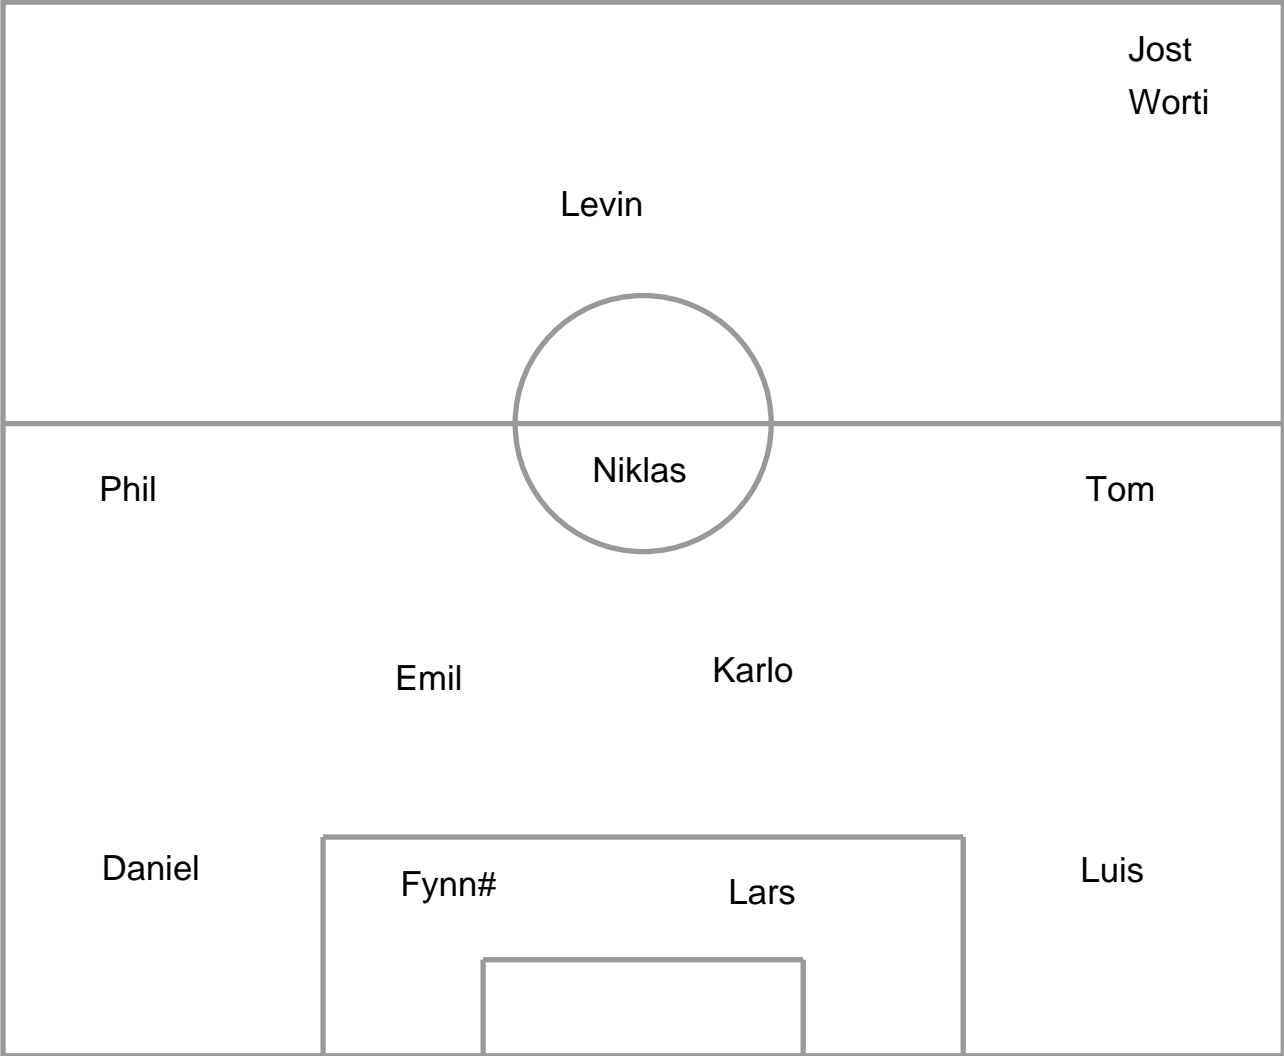 Jost
Worti
Levin
Niklas
Phil
Tom
Emil
Karlo
Daniel
Fynn#
Lars
Luis